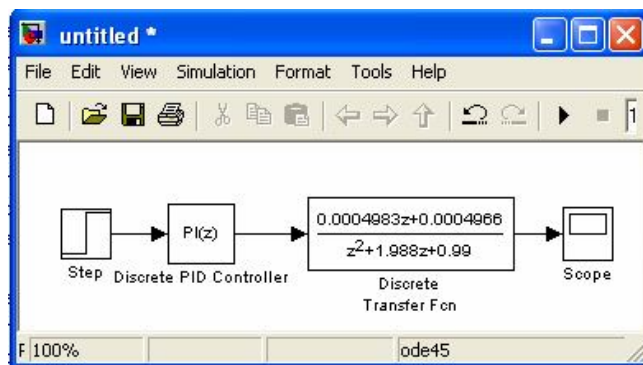 untitled *
File Edit View Simulation Format Tools Help
1
PI(z)
0.0004983z+0.0004966
z²+1.988z+0.99
Step
Discrete PID Controller
Discrete
Transfer Fcn
Scope
F 100%
ode45